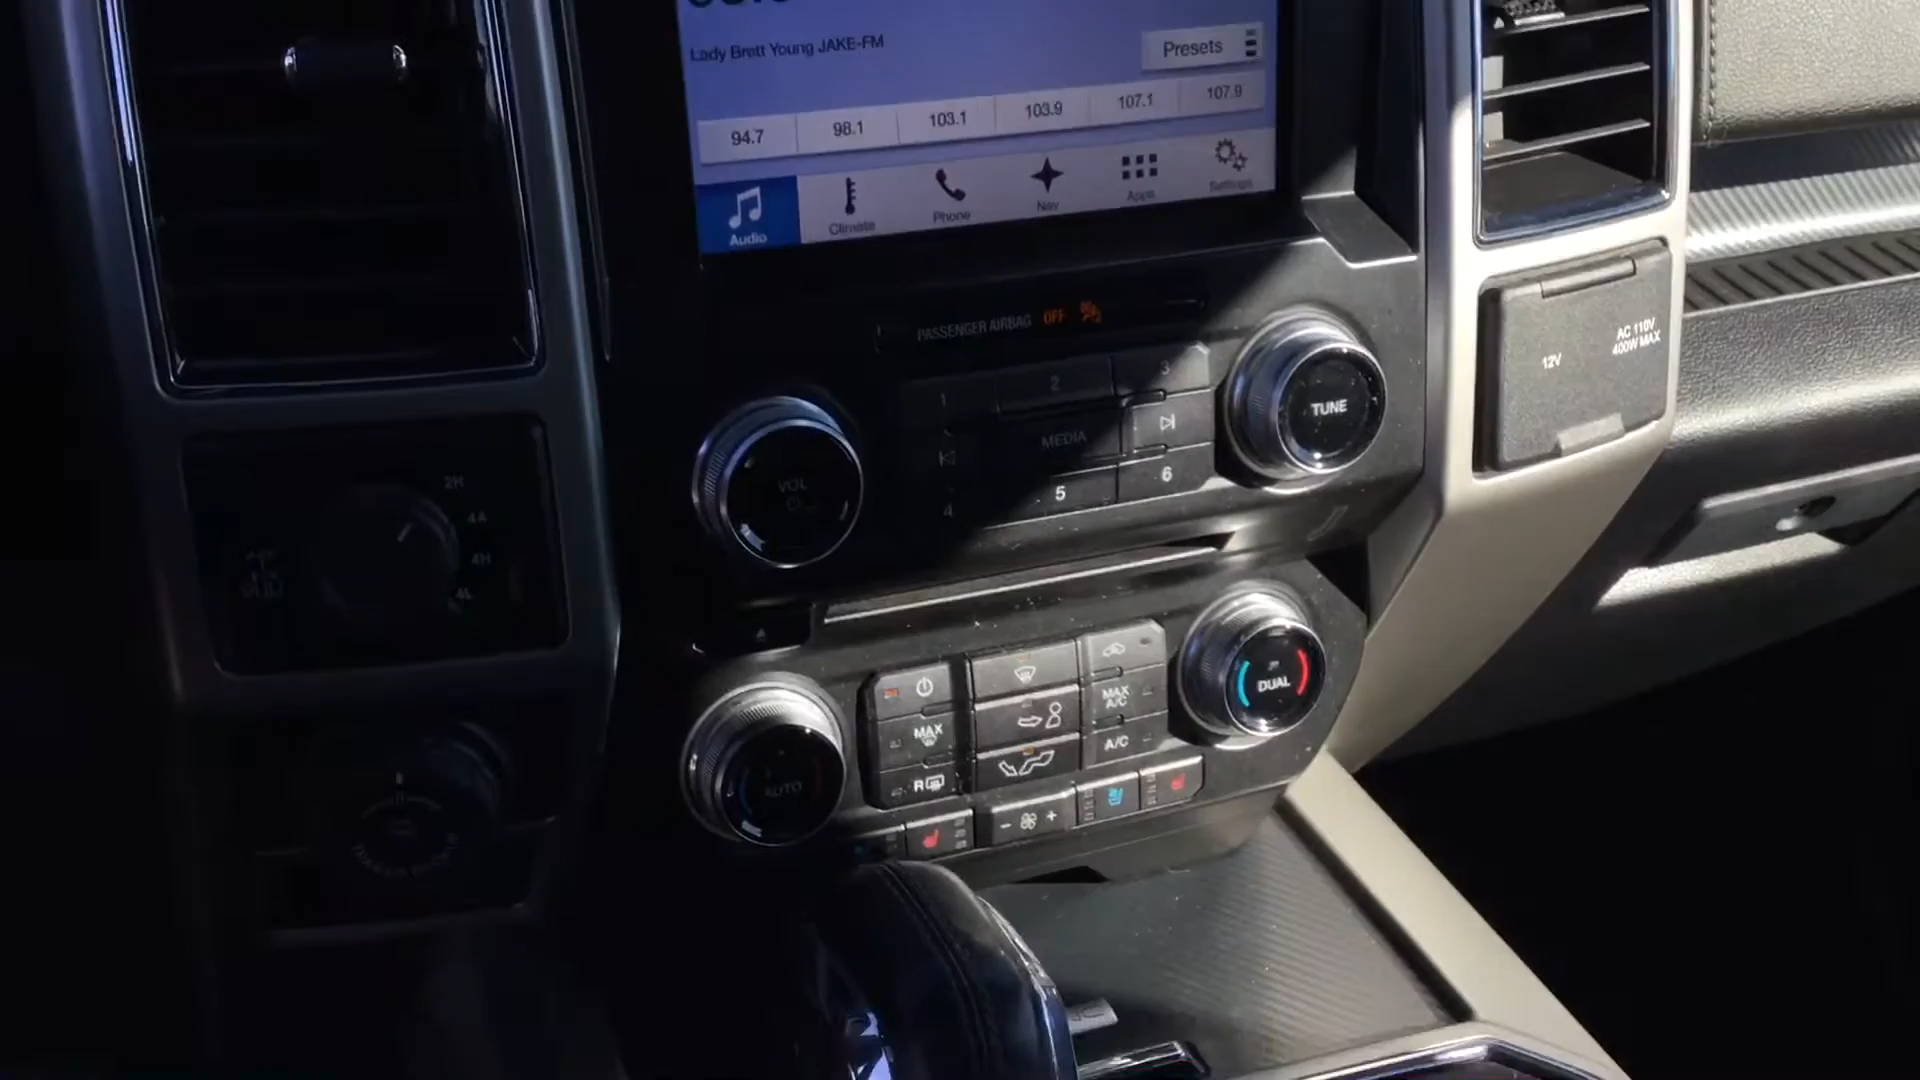 Lady Brett Young JAKE-FM
Presets
94.7
98.1
103.1
103.9
107.1
107.9
Audio
Climate
Phone
Nav
Apps
Settings
PASSENGER AIRBAG OFF
1
2
3
MEDIA
4
5
6
VOL
TUNE
12V
AC 110V
400W MAX
2H
4A
4H
4L
MAX
R
MAX
A/C
A/C
AUTO
DUAL